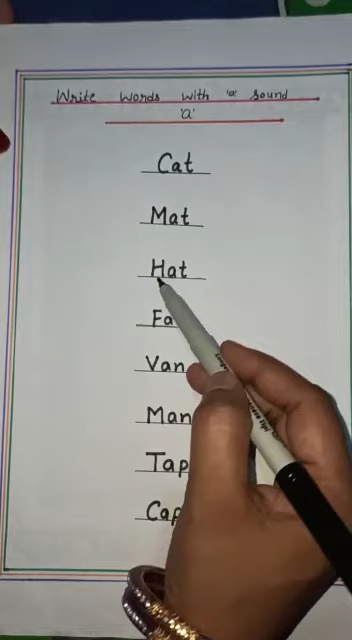 Write words with 'a' sound
'a'
Cat
Mat
Hat
Van
Man
Tap
Cap